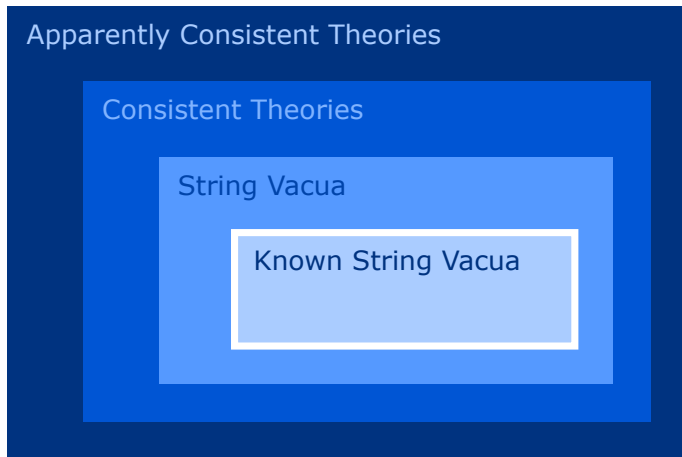 Apparently Consistent Theories
Consistent Theories
String Vacua
Known String Vacua